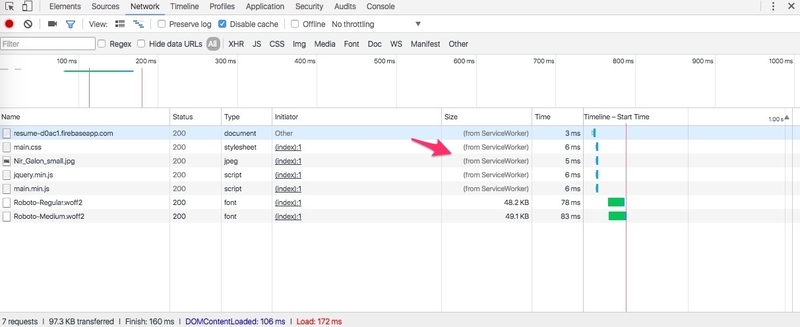 Elements Sources Network Timeline Profiles Application Security Audits Console
View: Preserve log Disable cache Offline No throttling
Filter Regex Hide data URLs All XHR JS CSS Img Media Font Doc WS Manifest Other
100 ms 200 ms 300 ms 400 ms 500 ms 600 ms 700 ms 800 ms 900 ms 1000 ms
Name Status Type Initiator Size Time Timeline – Start Time 1.00 s
resume-d0ac1.firebaseapp.com 200 document Other (from ServiceWorker) 3 ms
main.css 200 stylesheet (index):1 (from ServiceWorker) 6 ms
Nir_Galon_small.jpg 200 jpeg (index):1 (from ServiceWorker) 5 ms
jquery.min.js 200 script (index):1 (from ServiceWorker) 6 ms
main.min.js 200 script (index):1 (from ServiceWorker) 6 ms
Roboto-Regular.woff2 200 font (index):1 48.2 KB 78 ms
Roboto-Medium.woff2 200 font (index):1 49.1 KB 83 ms
7 requests | 97.3 KB transferred | Finish: 160 ms | DOMContentLoaded: 106 ms | Load: 172 ms